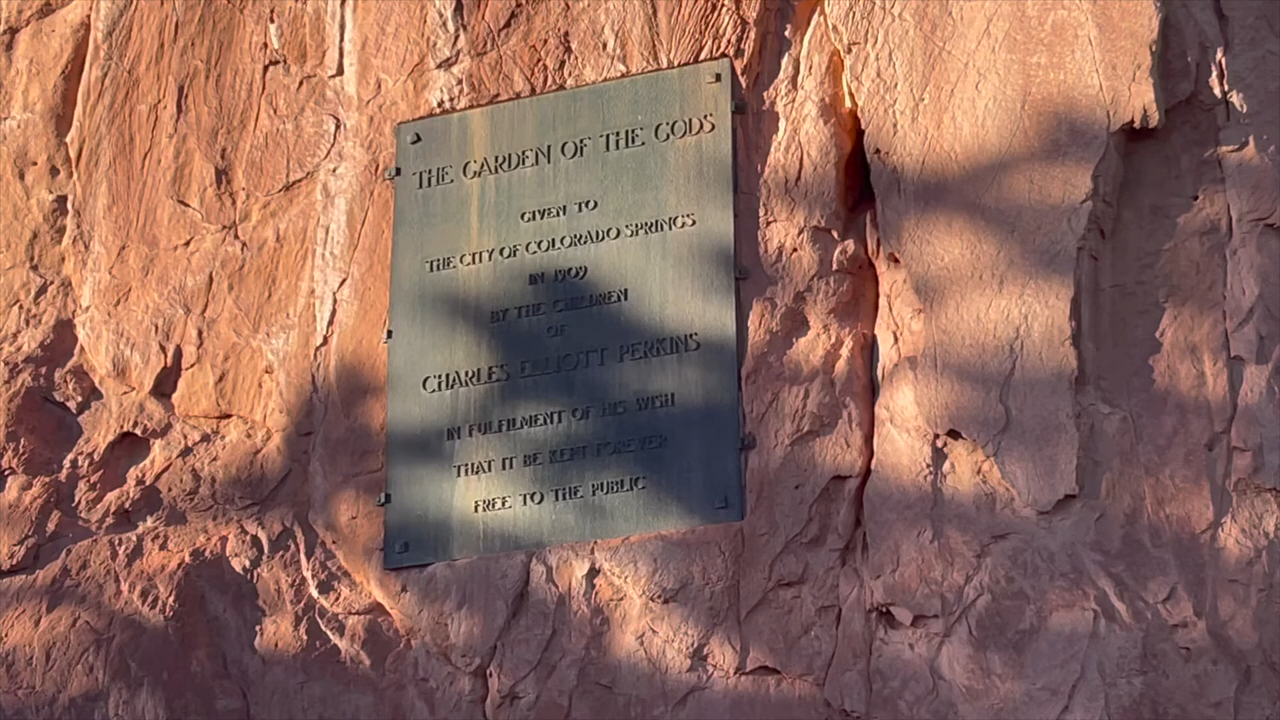 THE GARDEN OF THE GODS
GIVEN TO
THE CITY OF COLORADO SPRINGS
IN 1909
BY THE CHILDREN
OF
CHARLES ELLIOTT PERKINS
IN FULFILMENT OF HIS WISH
THAT IT BE KEPT FOREVER
FREE TO THE PUBLIC